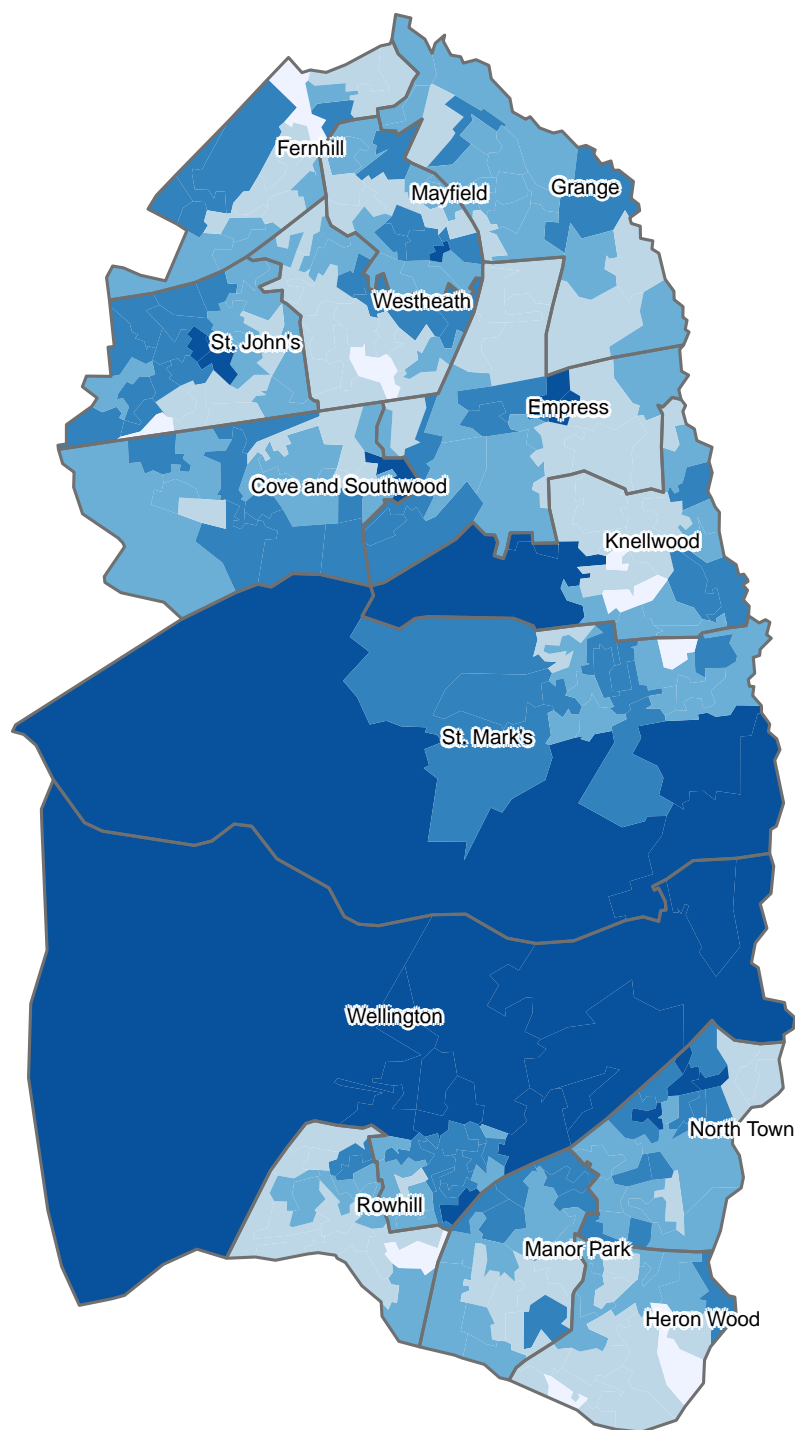 Fernhill
Mayfield
Grange
Westheath
St. John's
Empress
Cove and Southwood
Knellwood
St. Mark's
Wellington
North Town
Rowhill
Manor Park
Heron Wood